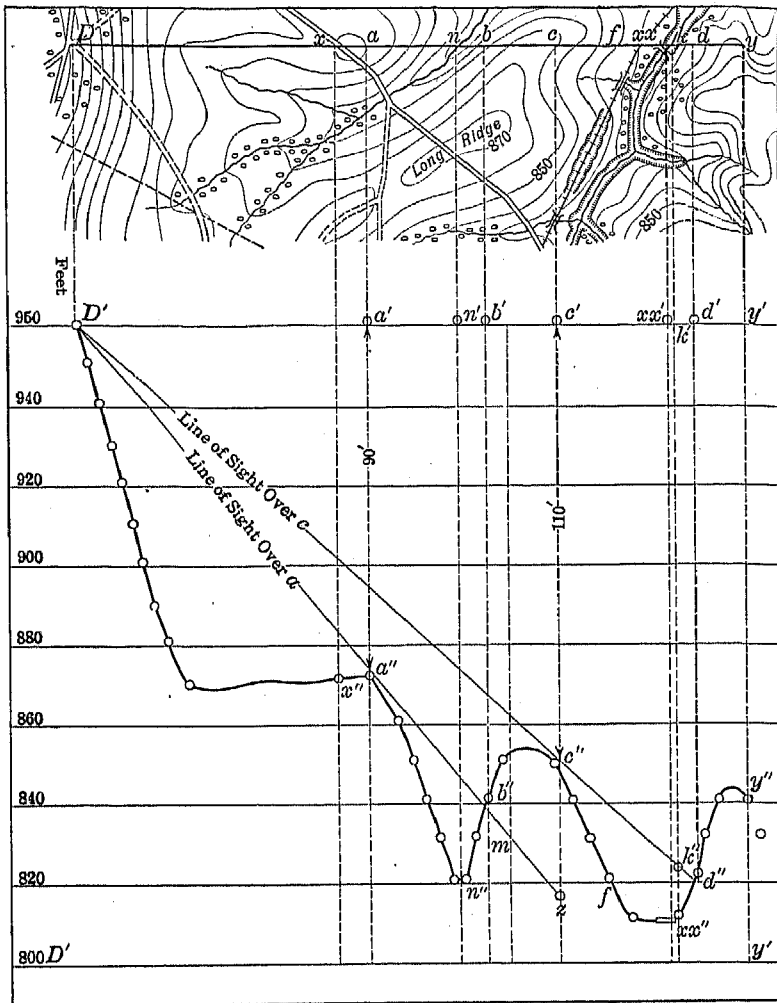 D x a n b c f xx' k d y
Long Ridge
870
850
850
Feet
D' a' n' b' c' xx' k' d' y'
960
940
90'
Line of Sight Over c
Line of Sight Over a
920
110'
900
880
x'' a''
860
c''
y''
840
b''
m
k''
820
n'' z f d''
xx''
800 D' y'